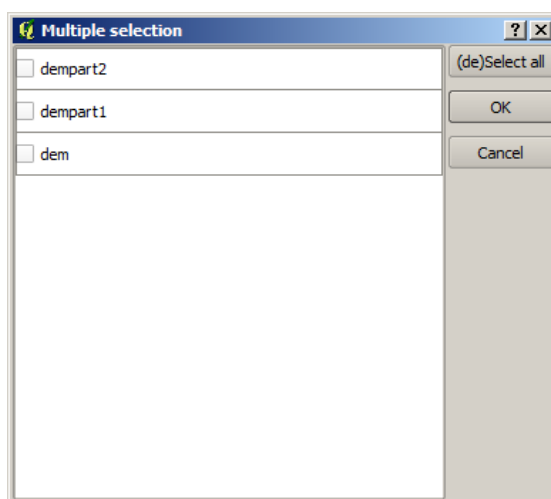 Multiple selection
dempart2
dempart1
dem
(de)Select all
OK
Cancel